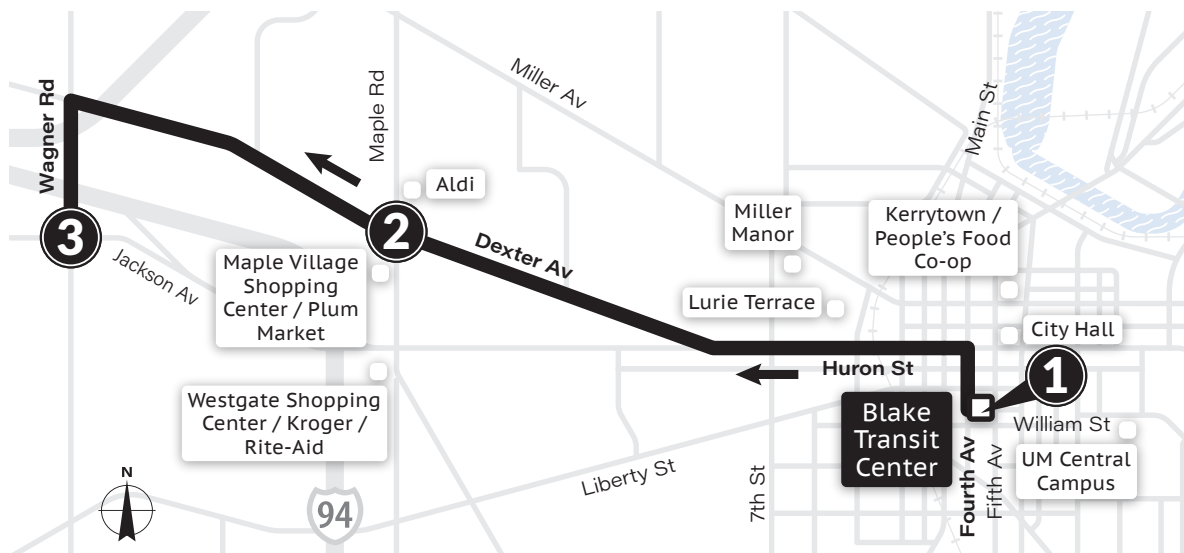 Wagner Rd
Maple Rd
Miller Av
Main St
Aldi
Miller
Manor
Kerrytown /
People's Food
Co-op
3
2
Dexter Av
Jackson Av
Maple Village
Shopping
Center / Plum
Market
Lurie Terrace
City Hall
Huron St
1
Westgate Shopping
Center / Kroger /
Rite-Aid
Blake
Transit
Center
William St
UM Central
Campus
Liberty St
7th St
Fourth Av
Fifth Av
N
94